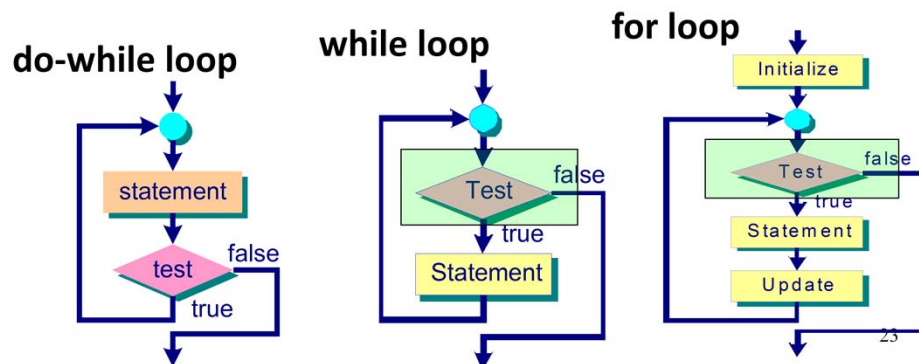 do-while loop
statement
test
false
true
while loop
Test
false
true
Statement
for loop
Initialize
Test
false
true
Statement
Update
23